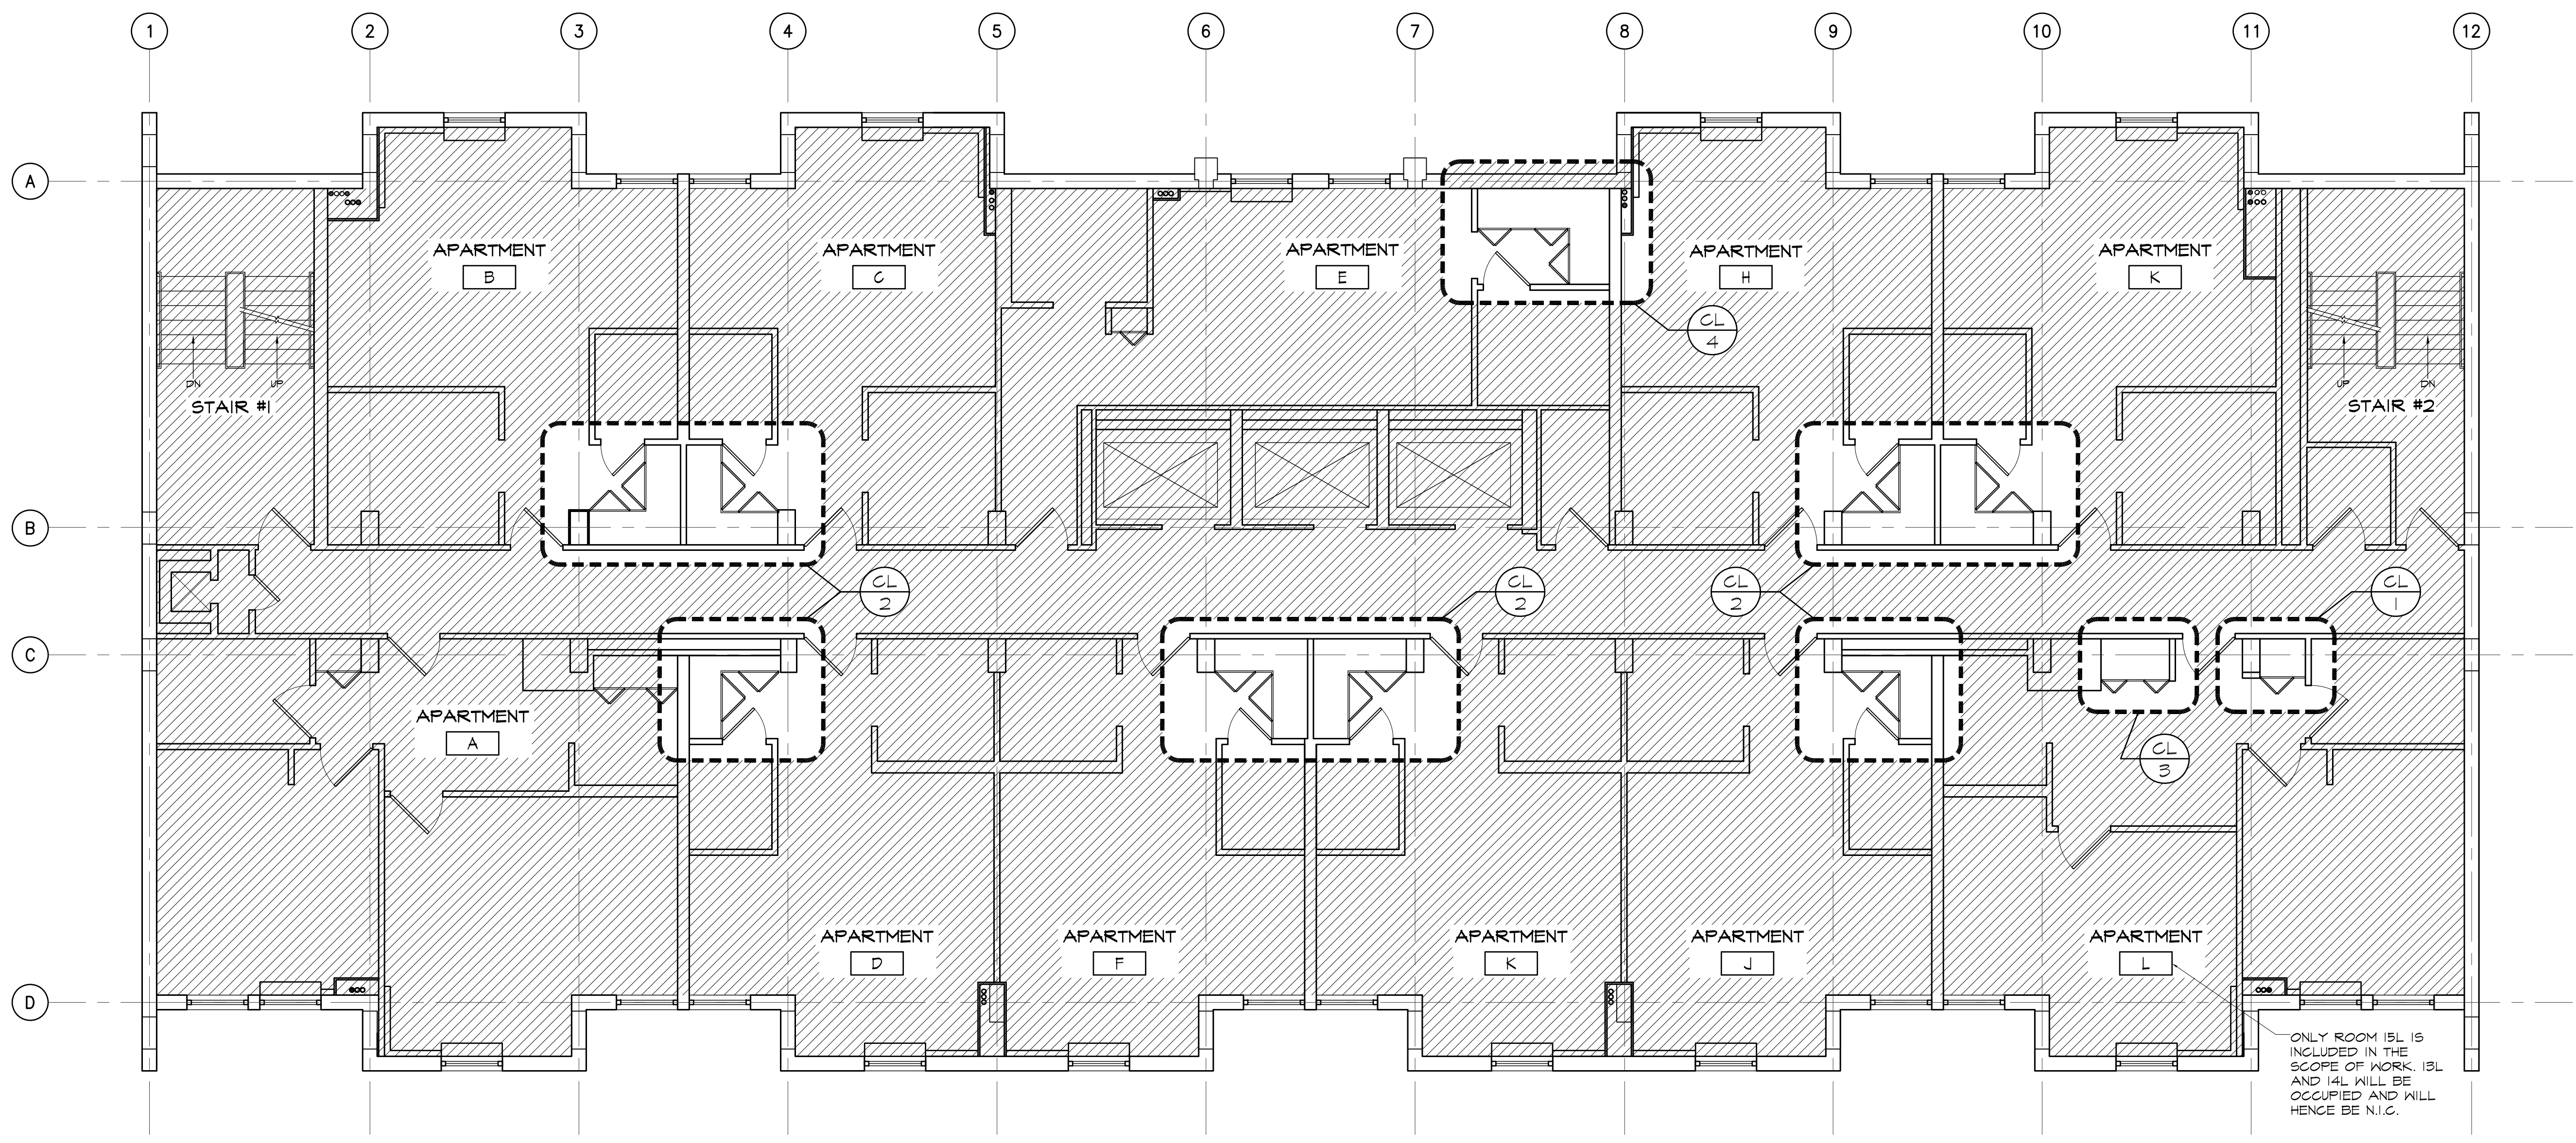 1 2 3 4 5 6 7 8 9 10 11 12
A
APARTMENT
B
APARTMENT
C
APARTMENT
E
APARTMENT
H
APARTMENT
K
CL
4
DN UP
STAIR #1
UP DN
STAIR #2
B
CL
2
CL
2
CL
2
CL
1
C
APARTMENT
A
CL
3
APARTMENT
D
APARTMENT
F
APARTMENT
K
APARTMENT
J
APARTMENT
L
D
ONLY ROOM 15L IS
INCLUDED IN THE
SCOPE OF WORK. 13L
AND 14L WILL BE
OCCUPIED AND WILL
HENCE BE N.I.C.